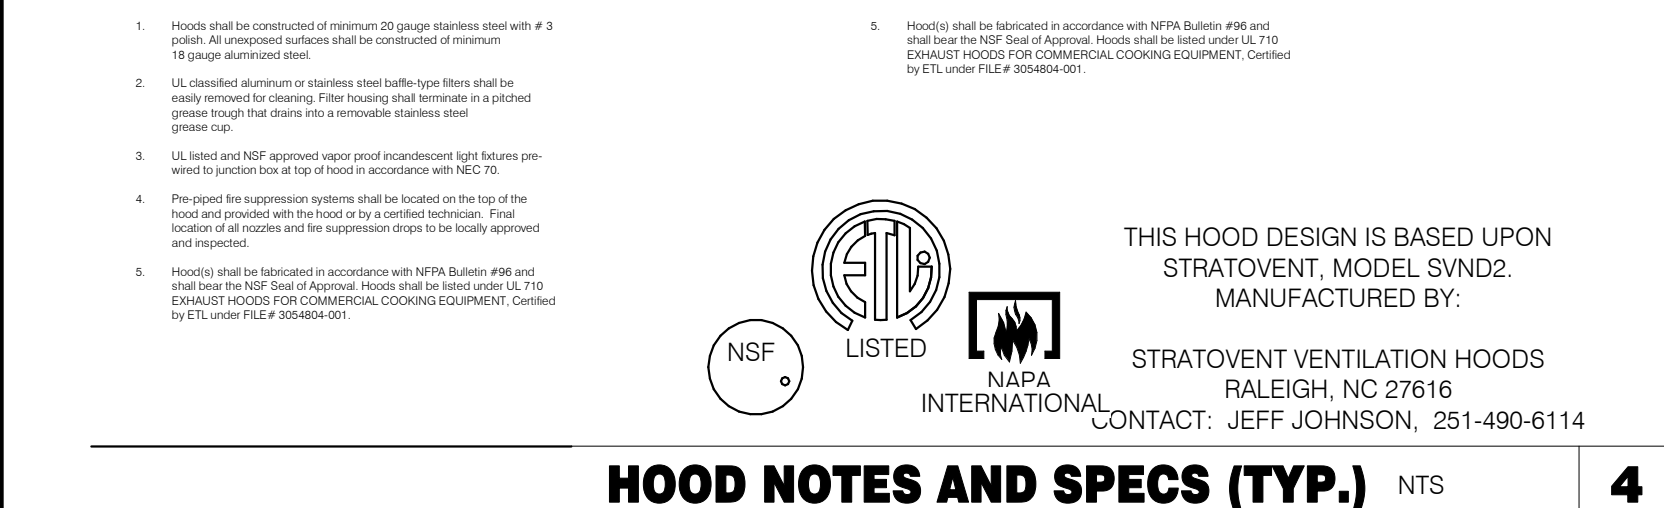 1. Hoods shall be constructed of minimum 20 gauge stainless steel with # 3
polish. All unexposed surfaces shall be constructed of minimum
18 gauge aluminized steel.
2. UL classified aluminum or stainless steel baffle-type filters shall be
easily removed for cleaning. Filter housing shall terminate in a pitched
grease trough that drains into a removable stainless steel
grease cup.
3. UL listed and NSF approved vapor proof incandescent light fixtures pre-
wired to junction box at top of hood in accordance with NEC 70.
4. Pre-piped fire suppression systems shall be located on the top of the
hood and provided with the hood or by a certified technician. Final
location of all nozzles and fire suppression drops to be locally approved
and inspected.
5. Hood(s) shall be fabricated in accordance with NFPA Bulletin #96 and
shall bear the NSF Seal of Approval. Hoods shall be listed under UL 710
EXHAUST HOODS FOR COMMERCIAL COOKING EQUIPMENT, Certified
by ETL under FILE# 3054804-001.
5. Hood(s) shall be fabricated in accordance with NFPA Bulletin #96 and
shall bear the NSF Seal of Approval. Hoods shall be listed under UL 710
EXHAUST HOODS FOR COMMERCIAL COOKING EQUIPMENT, Certified
by ETL under FILE# 3054804-001.
NSF
ETL
LISTED
NAPA
INTERNATIONAL
THIS HOOD DESIGN IS BASED UPON
STRATOVENT, MODEL SVND2.
MANUFACTURED BY:
STRATOVENT VENTILATION HOODS
RALEIGH, NC 27616
CONTACT: JEFF JOHNSON, 251-490-6114
HOOD NOTES AND SPECS (TYP.) NTS 4